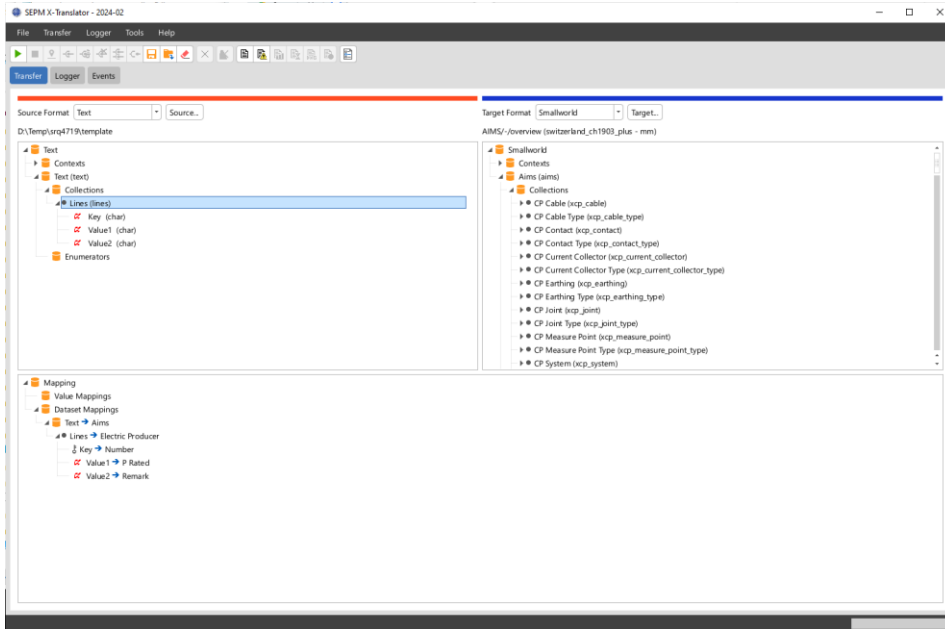 SEPM X-Translator - 2024-02
File Transfer Logger Tools Help
Transfer Logger Events
Source Format Text Source...
Target Format Smallworld Target...
D:\Temp\srq4719\template
AIMS/-/overview (switzerland_ch1903_plus - mm)
Text
Contexts
Text (text)
Collections
Lines (lines)
Key (char)
Value1 (char)
Value2 (char)
Enumerators
Smallworld
Contexts
Aims (aims)
Collections
CP Cable (xcp_cable)
CP Cable Type (xcp_cable_type)
CP Contact (xcp_contact)
CP Contact Type (xcp_contact_type)
CP Current Collector (xcp_current_collector)
CP Current Collector Type (xcp_current_collector_type)
CP Earthing (xcp_earthing)
CP Earthing Type (xcp_earthing_type)
CP Joint (xcp_joint)
CP Joint Type (xcp_joint_type)
CP Measure Point (xcp_measure_point)
CP Measure Point Type (xcp_measure_point_type)
CP System (xcp_system)
Mapping
Value Mappings
Dataset Mappings
Text → Aims
Lines → Electric Producer
Key → Number
Value1 → P Rated
Value2 → Remark